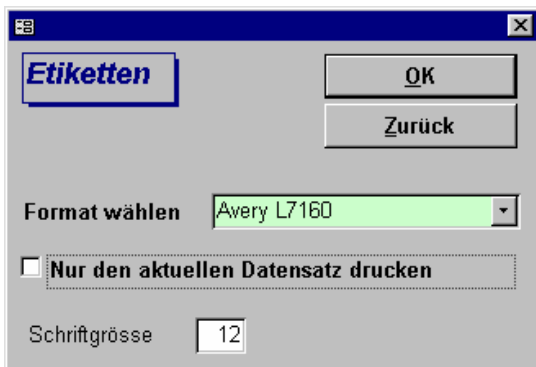 Etiketten
OK
Zurück
Format wählen Avery L7160
Nur den aktuellen Datensatz drucken
Schriftgrösse 12